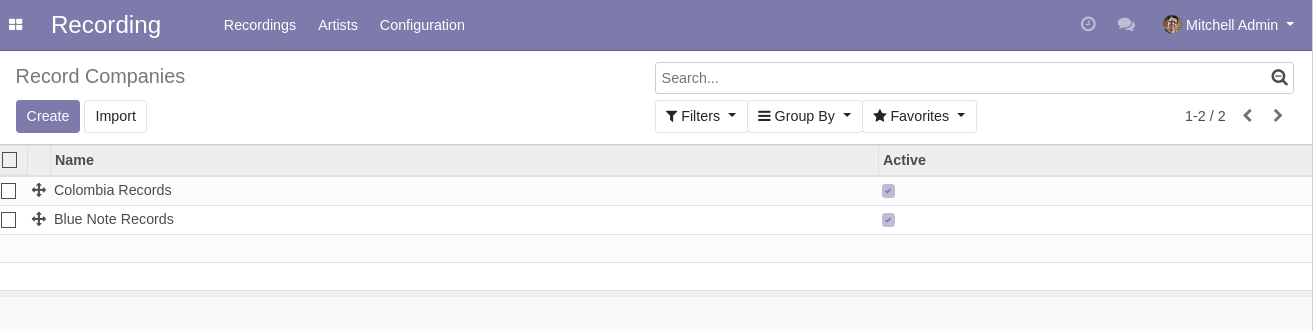 Recording Recordings Artists Configuration Mitchell Admin
Record Companies
Search...
Create Import Filters Group By Favorites 1-2 / 2
Name Active
Colombia Records
Blue Note Records